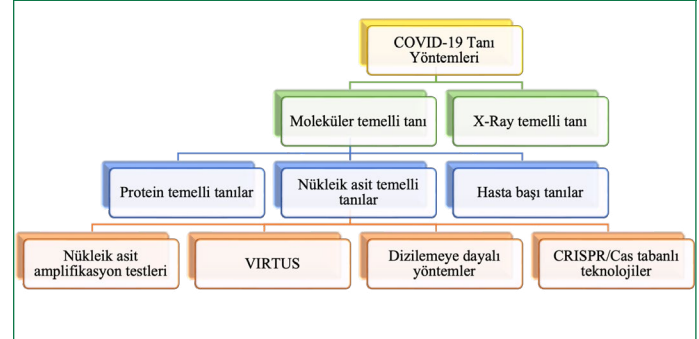 COVID-19 Tanı
Yöntemleri
Moleküler temelli tanı
X-Ray temelli tanı
Protein temelli tanılar
Nükleik asit temelli
tanılar
Hasta başı tanılar
Nükleik asit
amplifikasyon testleri
VIRTUS
Dizilemeye dayalı
yöntemler
CRISPR/Cas tabanlı
teknolojiler